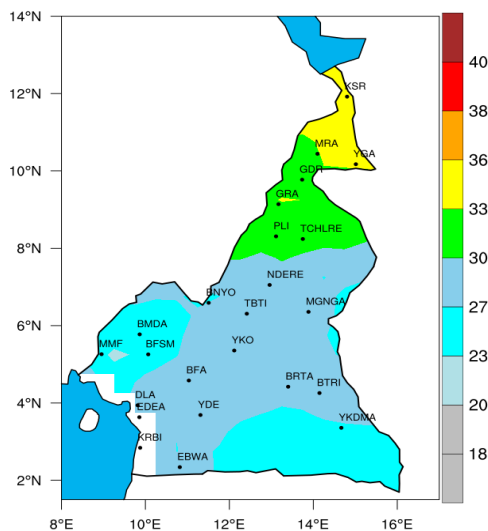 14°N
12°N
10°N
8°N
6°N
4°N
2°N
8°E 10°E 12°E 14°E 16°E
KSR
MRA
YGA
GDR
GRA
PLI TCHLRE
NDERE
BNYO
TBTI
MGNGA
BMDA
MMF
BFSM
YKO
BFA
BRTA
BTRI
DLA
EDEA
YDE
YKDMA
KRBI
EBWA
40
38
36
33
30
27
23
20
18